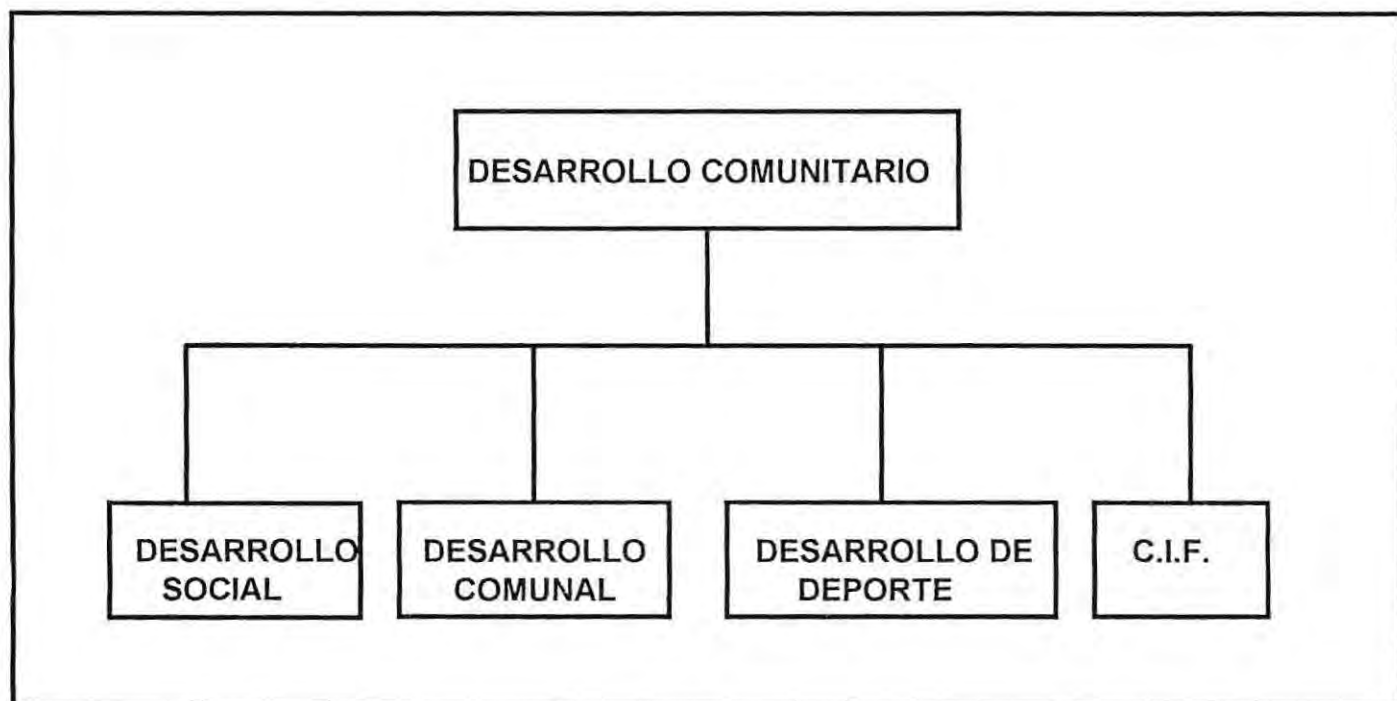 DESARROLLO COMUNITARIO
DESARROLLO
SOCIAL
DESARROLLO
COMUNAL
DESARROLLO DE
DEPORTE
C.I.F.